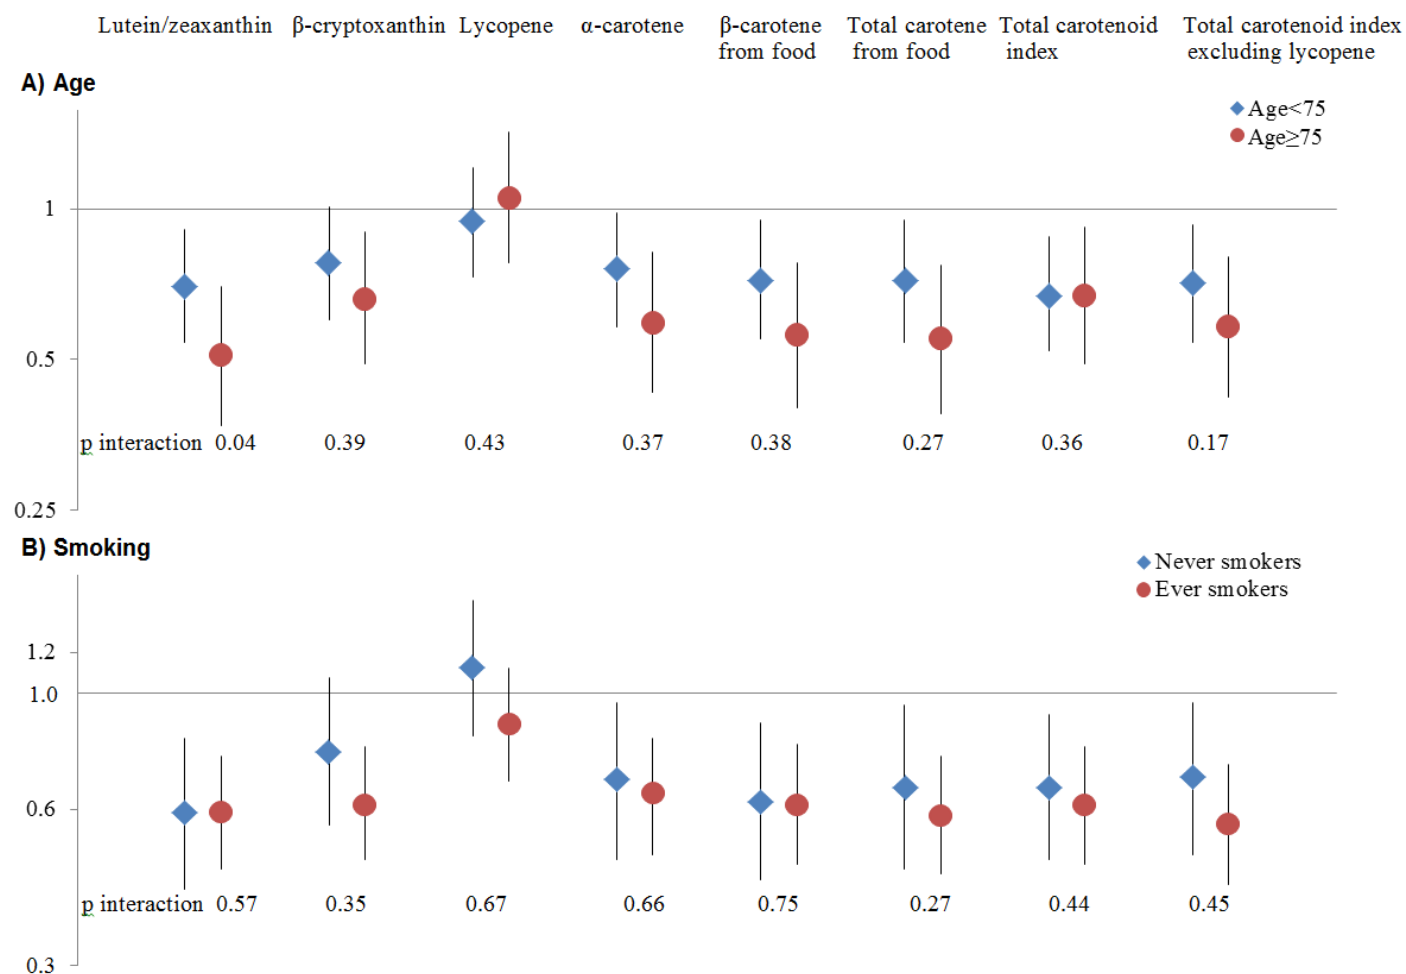 Lutein/zeaxanthin β-cryptoxanthin Lycopene α-carotene β-carotene Total carotene Total carotenoid Total carotenoid index
from food from food index excluding lycopene
A) Age
Age<75
Age≥75
1
0.5
p interaction 0.04 0.39 0.43 0.37 0.38 0.27 0.36 0.17
0.25
B) Smoking
Never smokers
Ever smokers
1.2
1.0
0.6
p interaction 0.57 0.35 0.67 0.66 0.75 0.27 0.44 0.45
0.3